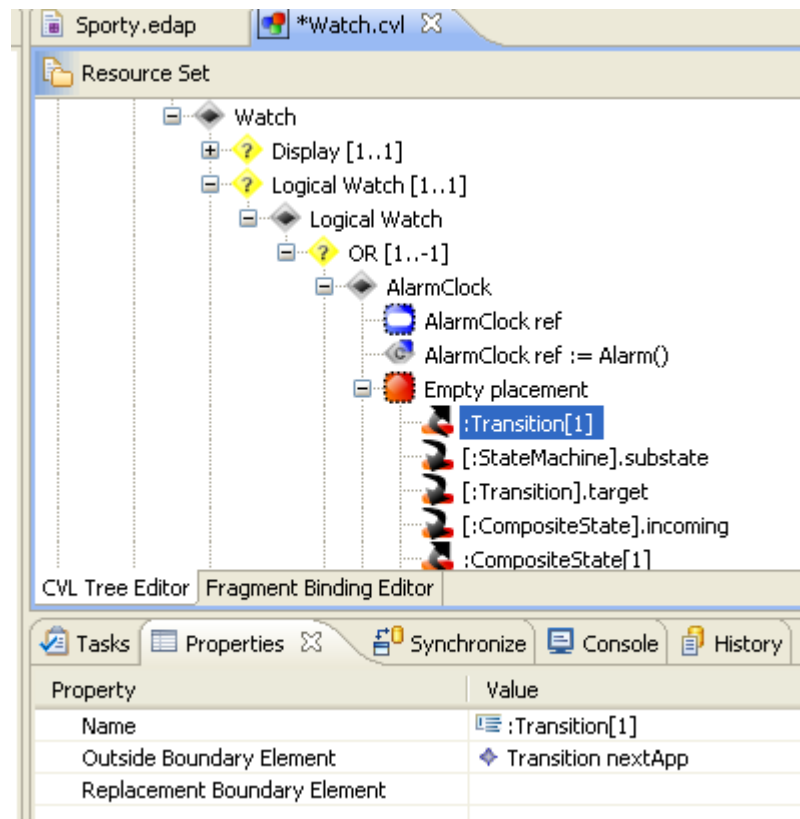 Sporty.edap *Watch.cvl
Resource Set
Watch
Display [1..1]
Logical Watch [1..1]
Logical Watch
OR [1..-1]
AlarmClock
AlarmClock ref
AlarmClock ref := Alarm()
Empty placement
:Transition[1]
[:StateMachine].substate
[:Transition].target
[:CompositeState].incoming
:CompositeState[1]
CVL Tree Editor Fragment Binding Editor
Tasks Properties Synchronize Console History
Property Value
Name :Transition[1]
Outside Boundary Element Transition nextApp
Replacement Boundary Element